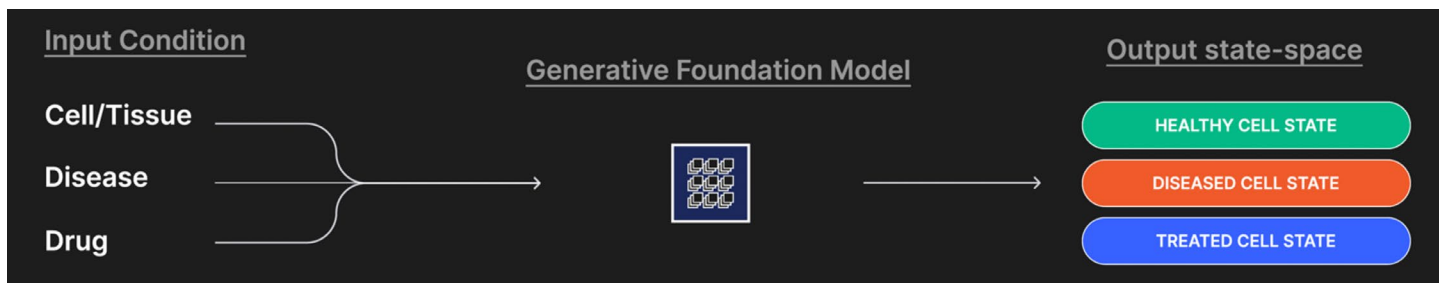 Input Condition
Cell/Tissue
Disease
Drug
Generative Foundation Model
Output state-space
HEALTHY CELL STATE
DISEASED CELL STATE
TREATED CELL STATE